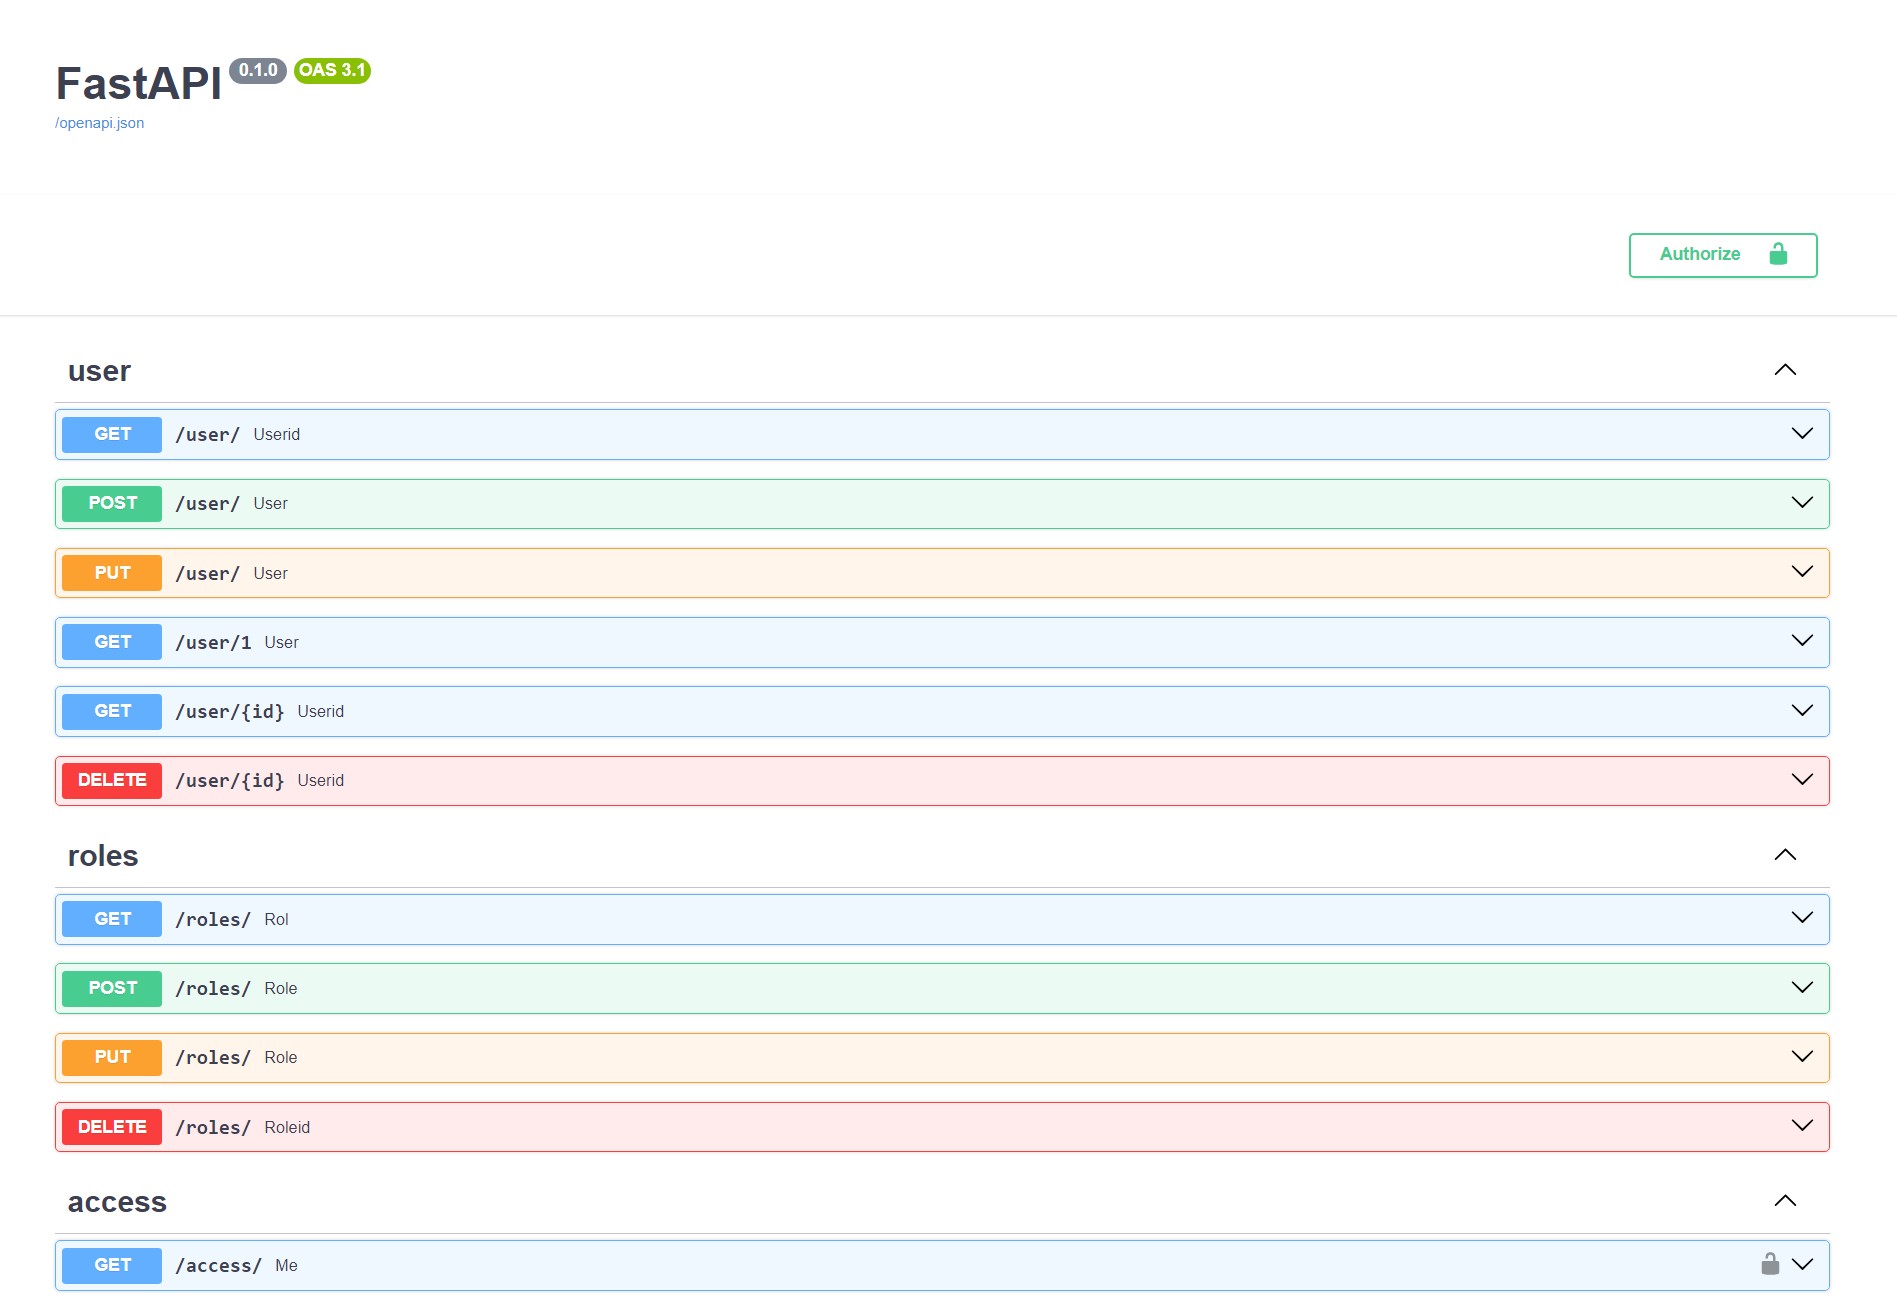 FastAPI 0.1.0 OAS 3.1
/openapi.json
Authorize
user
GET /user/ Userid
POST /user/ User
PUT /user/ User
GET /user/1 User
GET /user/{id} Userid
DELETE /user/{id} Userid
roles
GET /roles/ Rol
POST /roles/ Role
PUT /roles/ Role
DELETE /roles/ Roleid
access
GET /access/ Me